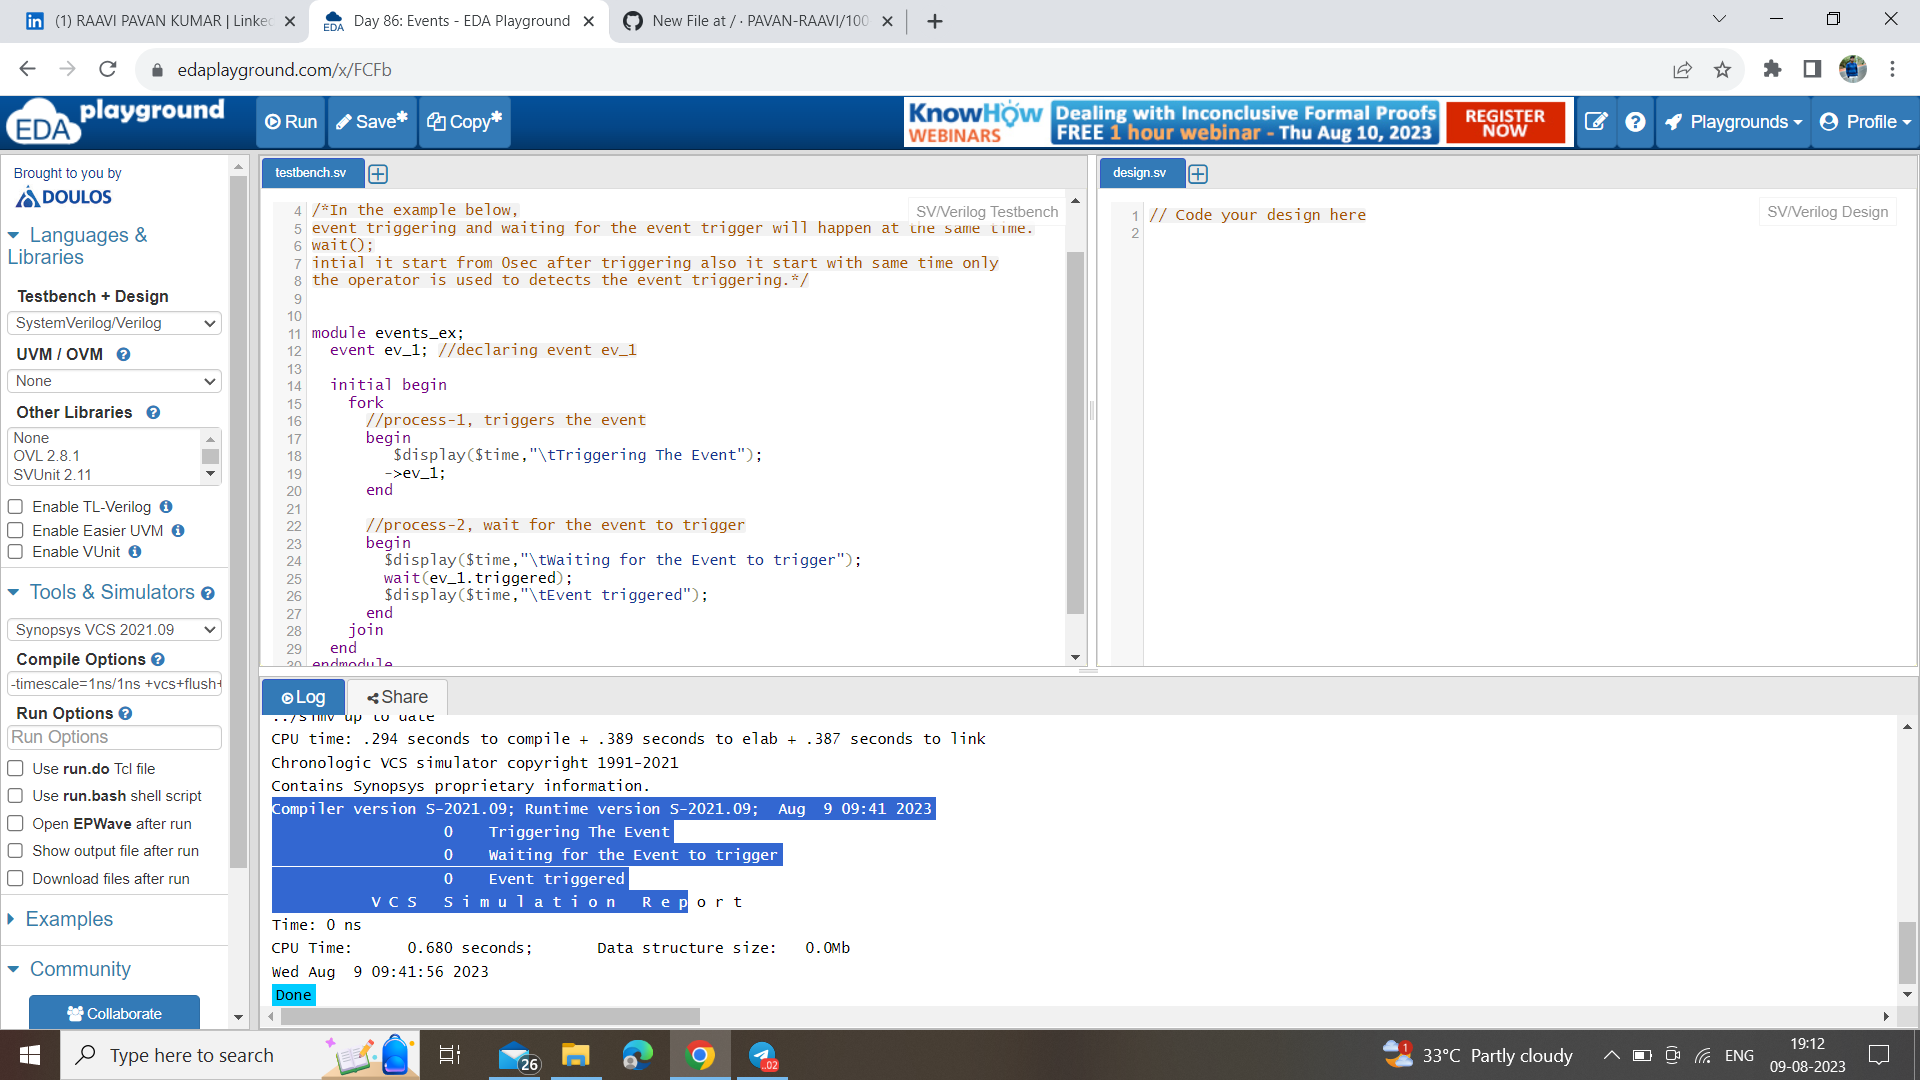 (1) RAAVI PAVAN KUMAR | Linke
Day 86: Events - EDA Playground
New File at / · PAVAN-RAAVI/100
edaplayground.com/x/FCFb
EDA playground
Run
Save*
Copy*
KnowHow WEBINARS
Dealing with Inconclusive Formal Proofs
FREE 1 hour webinar - Thu Aug 10, 2023
REGISTER NOW
Playgrounds
Profile
Brought to you by
DOULOS
Languages & Libraries
Testbench + Design
SystemVerilog/Verilog
UVM / OVM
None
Other Libraries
None
OVL 2.8.1
SVUnit 2.11
Enable TL-Verilog
Enable Easier UVM
Enable VUnit
Tools & Simulators
Synopsys VCS 2021.09
Compile Options
-timescale=1ns/1ns +vcs+flush+
Run Options
Run Options
Use run.do Tcl file
Use run.bash shell script
Open EPWave after run
Show output file after run
Download files after run
Examples
Community
Collaborate
testbench.sv
SV/Verilog Testbench
4 /*In the example below,
5 event triggering and waiting for the event trigger will happen at the same time.
6 wait();
7 intial it start from 0sec after triggering also it start with same time only
8 the operator is used to detects the event triggering.*/
9
10
11 module events_ex;
12 event ev_1; //declaring event ev_1
13
14 initial begin
15 fork
16 //process-1, triggers the event
17 begin
18 $display($time,"\tTriggering The Event");
19 ->ev_1;
20 end
21
22 //process-2, wait for the event to trigger
23 begin
24 $display($time,"\tWaiting for the Event to trigger");
25 wait(ev_1.triggered);
26 $display($time,"\tEvent triggered");
27 end
28 join
29 end
30 endmodule
design.sv
SV/Verilog Design
1 // Code your design here
2
Log
Share
../simv up to date
CPU time: .294 seconds to compile + .389 seconds to elab + .387 seconds to link
Chronologic VCS simulator copyright 1991-2021
Contains Synopsys proprietary information.
Compiler version S-2021.09; Runtime version S-2021.09; Aug 9 09:41 2023
0 Triggering The Event
0 Waiting for the Event to trigger
0 Event triggered
V C S S i m u l a t i o n R e p o r t
Time: 0 ns
CPU Time: 0.680 seconds; Data structure size: 0.0Mb
Wed Aug 9 09:41:56 2023
Done
Type here to search
26
.02
1
33°C Partly cloudy
ENG
19:12
09-08-2023